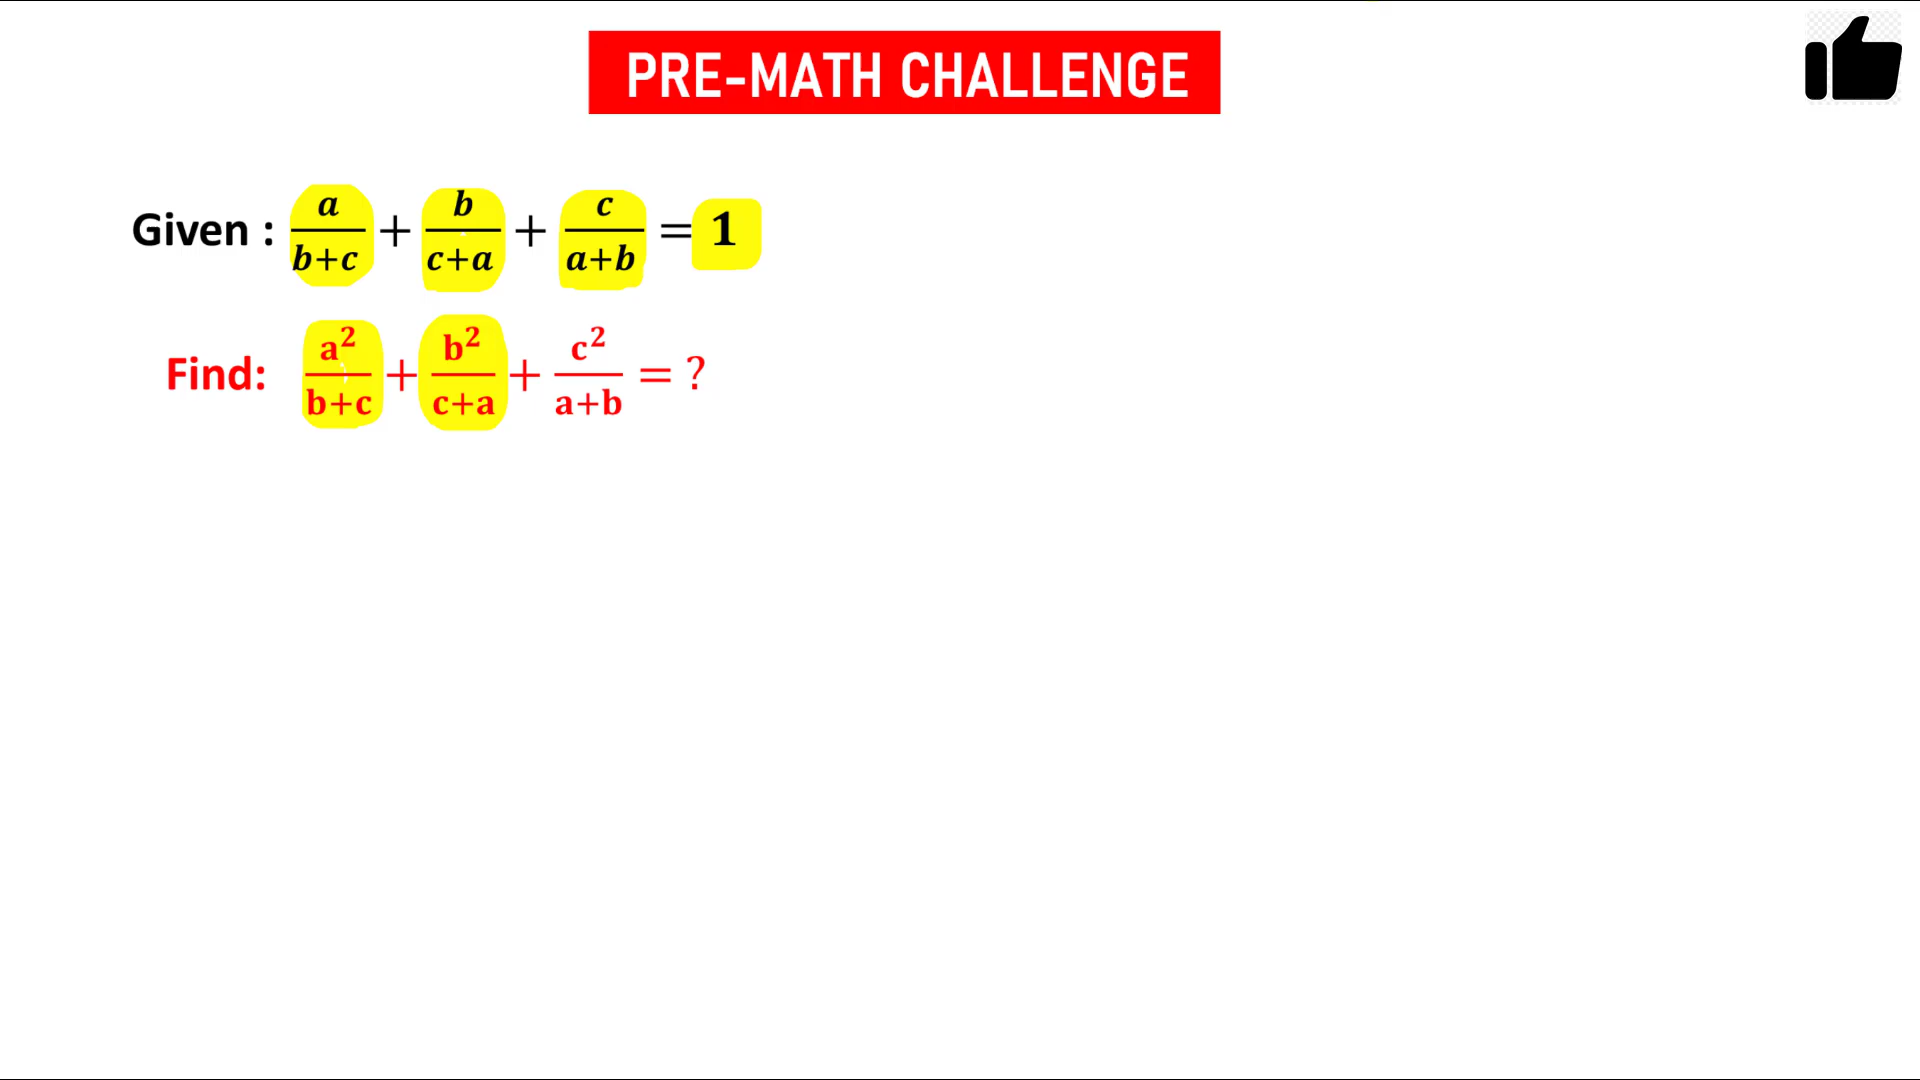 PRE-MATH CHALLENGE
Given : a/(b+c) + b/(c+a) + c/(a+b) = 1
Find: a²/(b+c) + b²/(c+a) + c²/(a+b) = ?